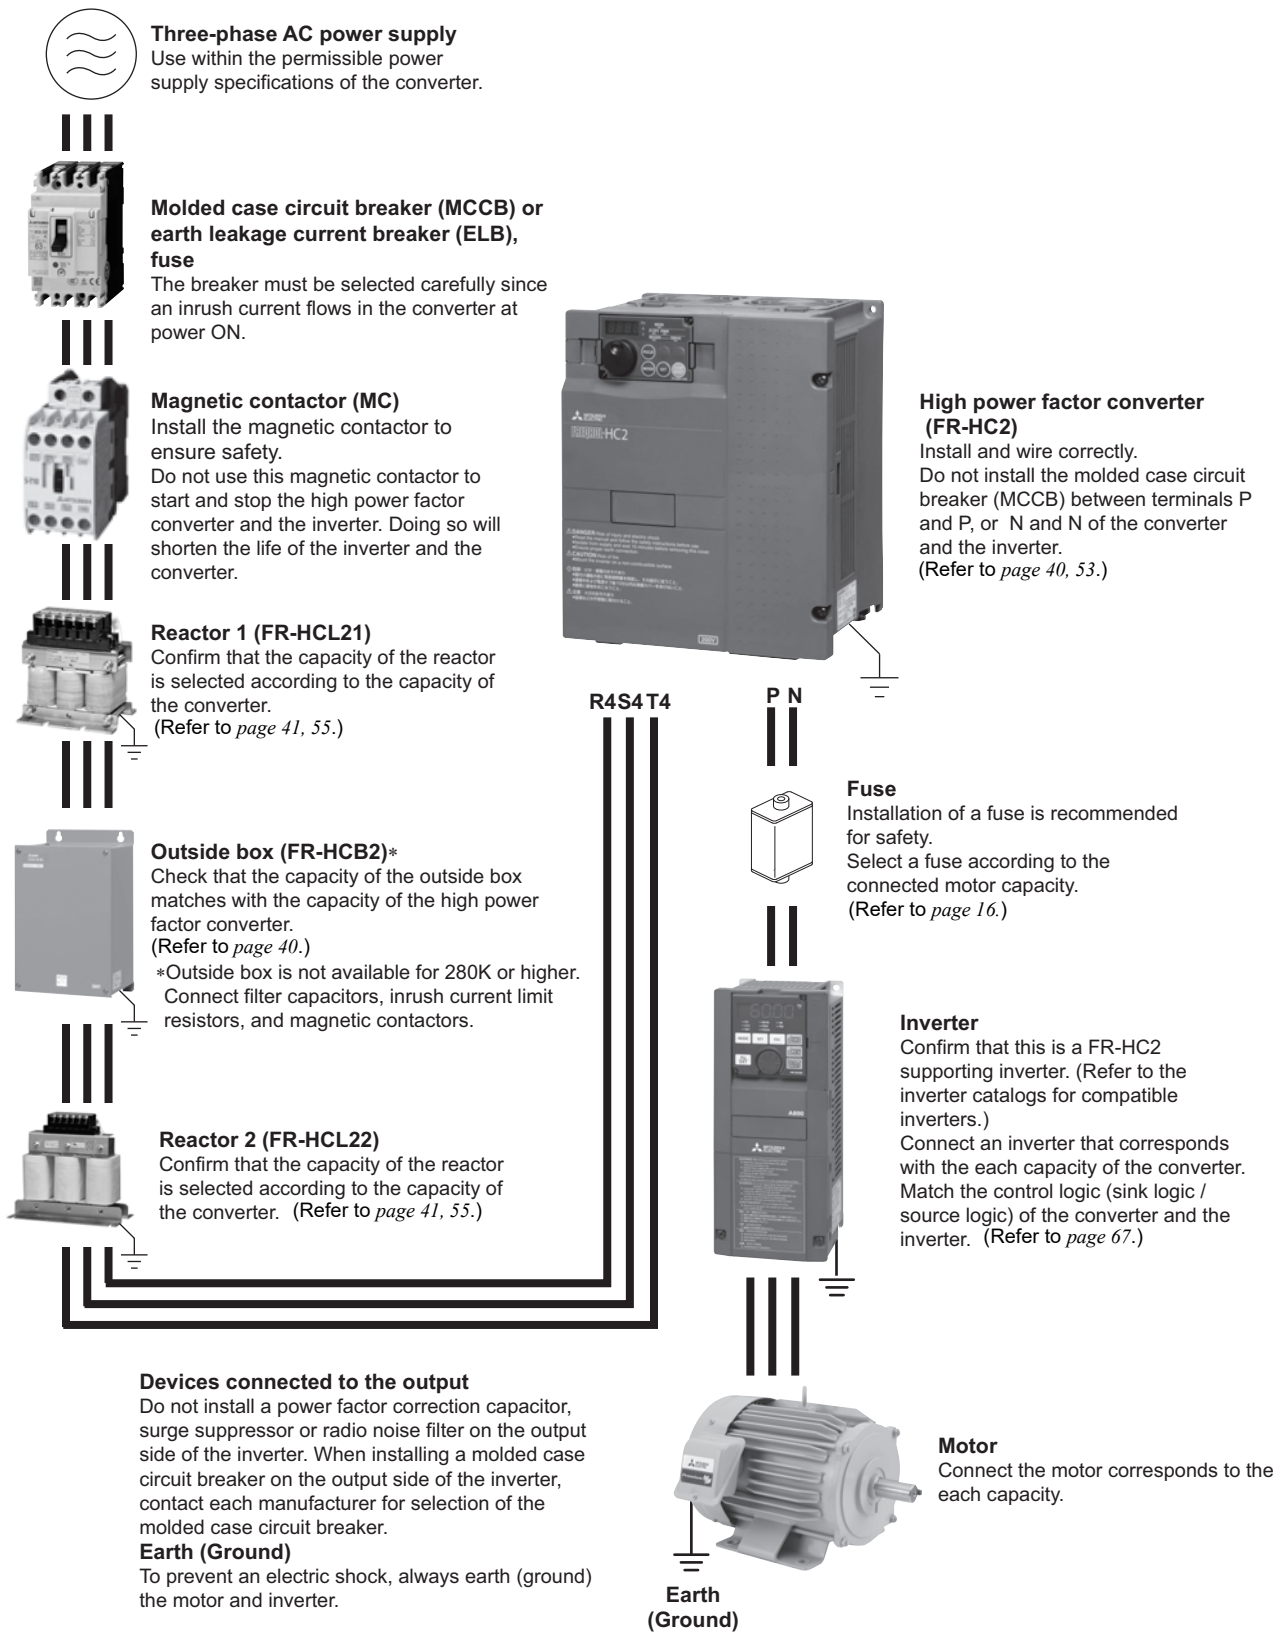 Three-phase AC power supply
Use within the permissible power
supply specifications of the converter.
Molded case circuit breaker (MCCB) or
earth leakage current breaker (ELB),
fuse
The breaker must be selected carefully since
an inrush current flows in the converter at
power ON.
Magnetic contactor (MC)
Install the magnetic contactor to
ensure safety.
Do not use this magnetic contactor to
start and stop the high power factor
converter and the inverter. Doing so will
shorten the life of the inverter and the
converter.
Reactor 1 (FR-HCL21)
Confirm that the capacity of the reactor
is selected according to the capacity of
the converter.
(Refer to page 41, 55.)
Outside box (FR-HCB2)*
Check that the capacity of the outside box
matches with the capacity of the high power
factor converter.
(Refer to page 40.)
*Outside box is not available for 280K or higher.
Connect filter capacitors, inrush current limit
resistors, and magnetic contactors.
Reactor 2 (FR-HCL22)
Confirm that the capacity of the reactor
is selected according to the capacity of
the converter. (Refer to page 41, 55.)
MITSUBISHI
ELECTRIC
-HC2
DANGER
CAUTION
200V
High power factor converter
(FR-HC2)
Install and wire correctly.
Do not install the molded case circuit
breaker (MCCB) between terminals P
and P, or N and N of the converter
and the inverter.
(Refer to page 40, 53.)
R4 S4 T4
P N
Fuse
Installation of a fuse is recommended
for safety.
Select a fuse according to the
connected motor capacity.
(Refer to page 16.)
60.00
A800
MITSUBISHI
ELECTRIC
Inverter
Confirm that this is a FR-HC2
supporting inverter. (Refer to the
inverter catalogs for compatible
inverters.)
Connect an inverter that corresponds
with the each capacity of the converter.
Match the control logic (sink logic /
source logic) of the converter and the
inverter. (Refer to page 67.)
Devices connected to the output
Do not install a power factor correction capacitor,
surge suppressor or radio noise filter on the output
side of the inverter. When installing a molded case
circuit breaker on the output side of the inverter,
contact each manufacturer for selection of the
molded case circuit breaker.
Earth (Ground)
To prevent an electric shock, always earth (ground)
the motor and inverter.
Motor
Connect the motor corresponds to the
each capacity.
Earth
(Ground)